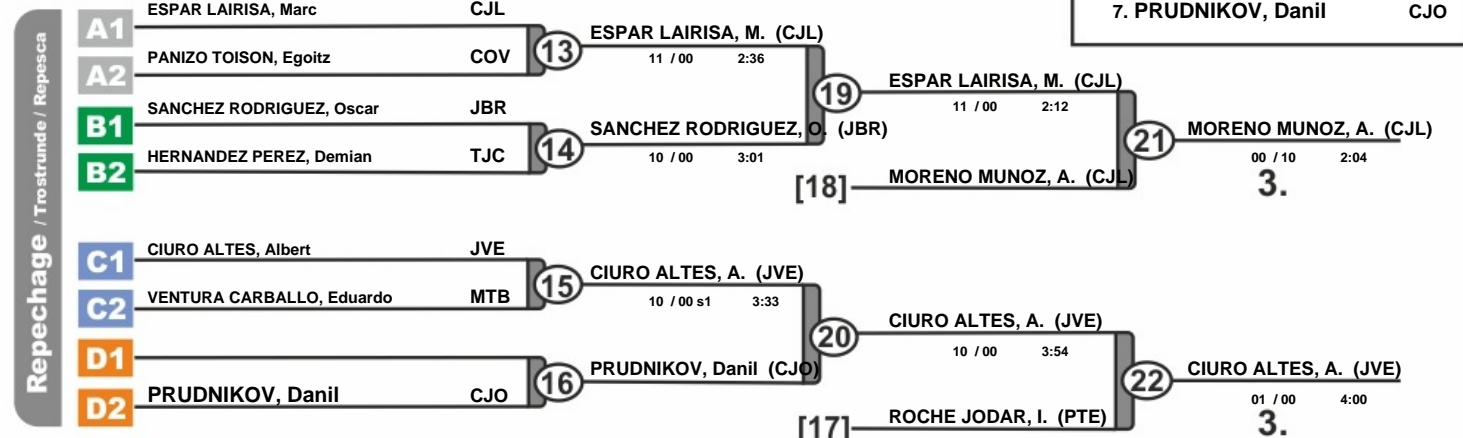 7. PRUDNIKOV, Danil CJO
Repechage / Trostrunde / Repesca
A1 ESPAR LAIRISA, Marc CJL
A2 PANIZO TOISON, Egoitz COV
13 ESPAR LAIRISA, M. (CJL)
11 / 00 2:36
B1 SANCHEZ RODRIGUEZ, Oscar JBR
B2 HERNANDEZ PEREZ, Demian TJC
14 SANCHEZ RODRIGUEZ, O. (JBR)
10 / 00 3:01
19 ESPAR LAIRISA, M. (CJL)
11 / 00 2:12
[18] MORENO MUNOZ, A. (CJL)
21 MORENO MUNOZ, A. (CJL)
00 / 10 2:04
3.
C1 CIURO ALTES, Albert JVE
C2 VENTURA CARBALLO, Eduardo MTB
15 CIURO ALTES, A. (JVE)
10 / 00 s1 3:33
D1
D2 PRUDNIKOV, Danil CJO
16 PRUDNIKOV, Danil (CJO)
20 CIURO ALTES, A. (JVE)
10 / 00 3:54
[17] ROCHE JODAR, I. (PTE)
22 CIURO ALTES, A. (JVE)
01 / 00 4:00
3.